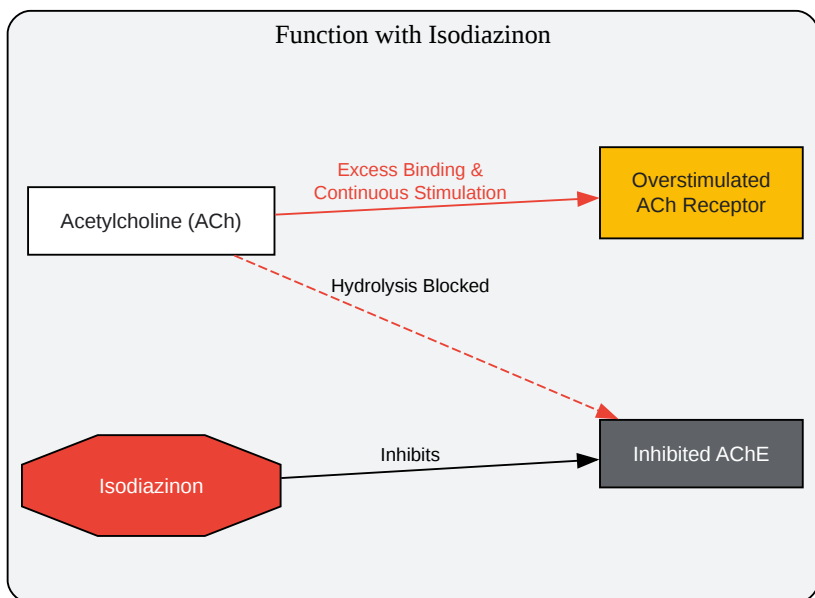 Function with Isodiazinon
Excess Binding &
Continuous Stimulation
Overstimulated
ACh Receptor
Acetylcholine (ACh)
Hydrolysis Blocked
Inhibits
Inhibited AChE
Isodiazinon